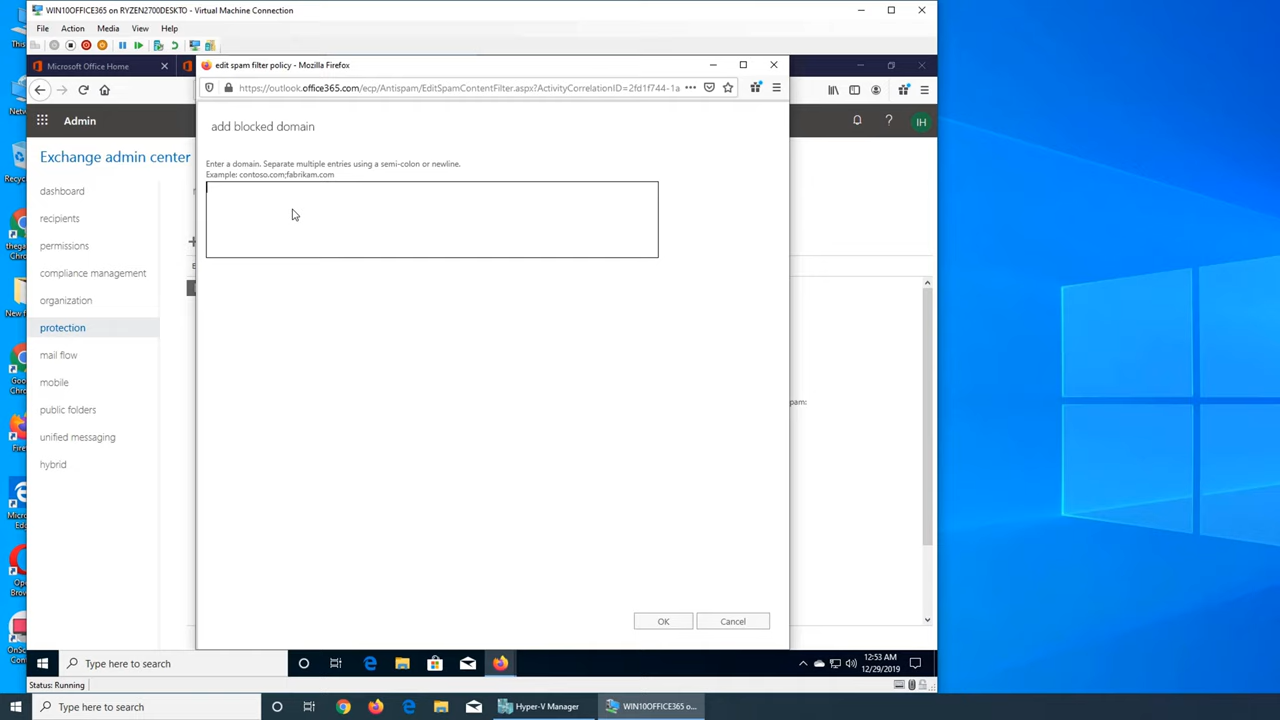 WIN10OFFICE365 on RYZEN2700DESKTO - Virtual Machine Connection
File Action Media View Help
Microsoft Office Home
edit spam filter policy - Mozilla Firefox
https://outlook.office365.com/ecp/Antispam/EditSpamContentFilter.aspx?ActivityCorrelationID=2fd1f744-1a
Admin
IH
add blocked domain
Exchange admin center
Enter a domain. Separate multiple entries using a semi-colon or newline.
Example: contoso.com;fabrikam.com
dashboard
recipients
permissions
compliance management
organization
protection
mail flow
mobile
public folders
unified messaging
hybrid
spam:
OK
Cancel
Type here to search
12:53 AM
12/29/2019
Status: Running
Type here to search
Hyper-V Manager
WIN10OFFICE365 o...